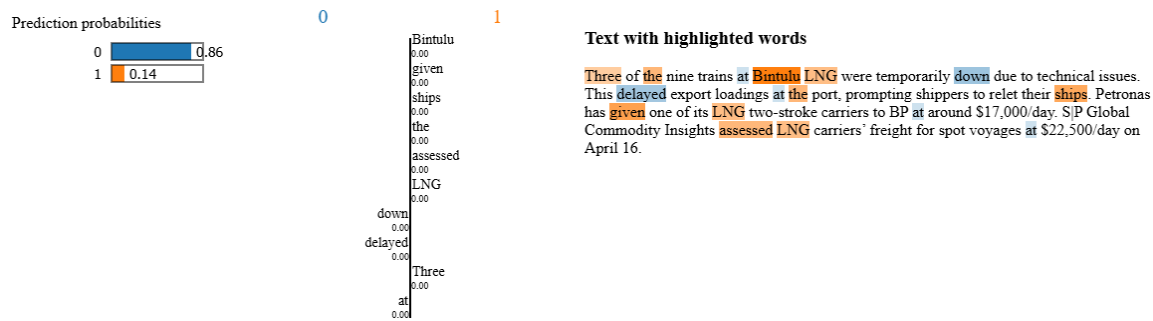 Prediction probabilities
0 0.86
1 0.14
0 1
Bintulu
0.00
given
0.00
ships
0.00
the
0.00
assessed
0.00
LNG
0.00
down
0.00
delayed
0.00
Three
0.00
at
0.00
Text with highlighted words
Three of the nine trains at Bintulu LNG were temporarily down due to technical issues.
This delayed export loadings at the port, prompting shippers to relet their ships. Petronas
has given one of its LNG two-stroke carriers to BP at around $17,000/day. S|P Global
Commodity Insights assessed LNG carriers’ freight for spot voyages at $22,500/day on
April 16.